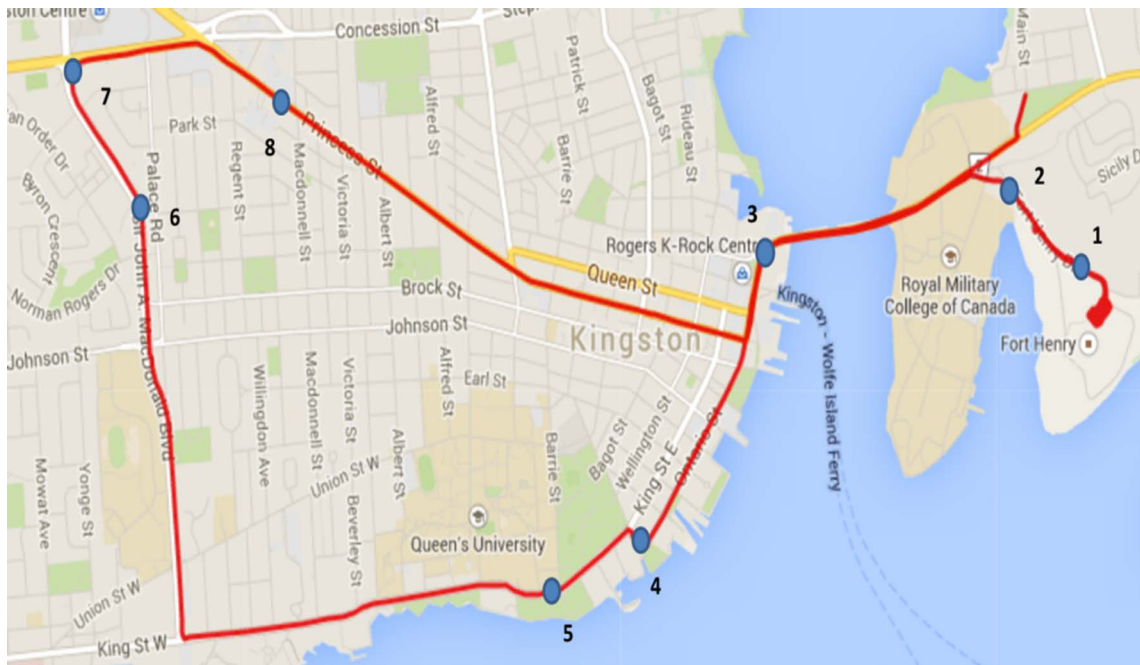 ston Centre
Concession St
Main St
7
Park St
8
Princess St
Alfred St
Patrick St
Bagot St
Rideau St
Barrie St
an Order Dr
Byron Crescent
Norman Rogers Dr
6
Palace Rd
Sir John A. MacDonald Blvd
Regent St
Macdonnell St
Victoria St
Albert St
3
Rogers K-Rock Centr
Queen St
Brock St
Johnson St
Kingston
2
1
Sicily D
Royal Military
College of Canada
Fort Henry
Kingston - Wolfe Island Ferry
Johnson St
Earl St
Alfred St
Willingdon Ave
Macdonnell St
Victoria St
Union St W
Albert St
Beverley St
Barrie St
Bagot St
Wellington St
King St E
Ontario St
Mowat Ave
Yonge St
Queen's University
4
5
Union St W
King St W